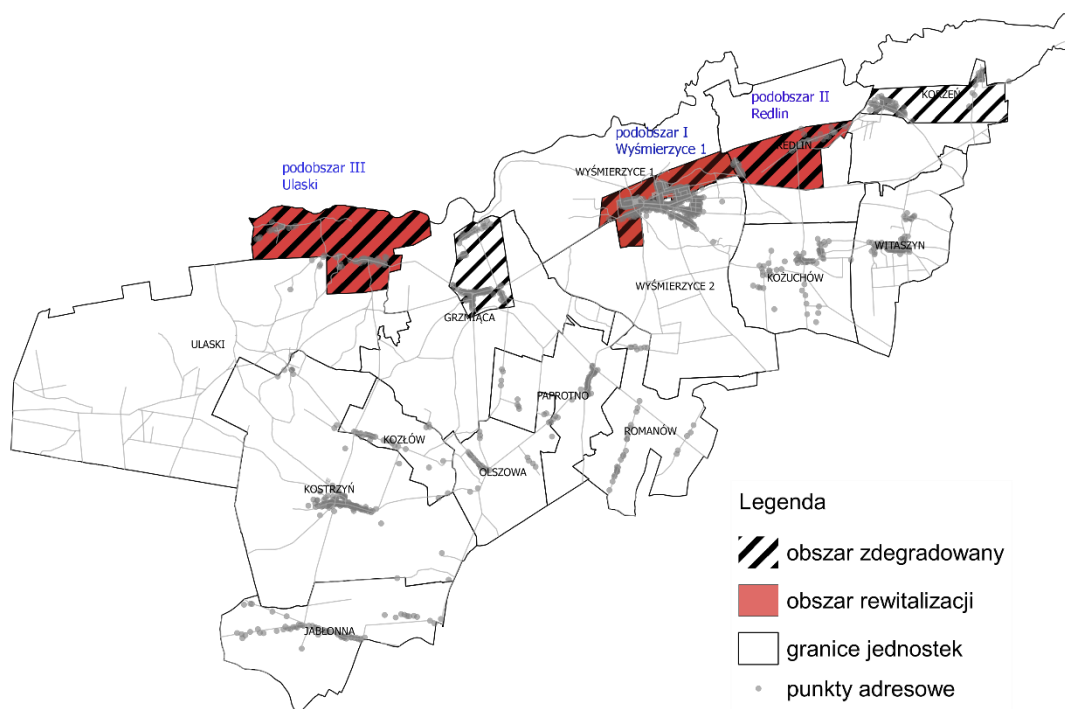 KORZEŃ
podobszar II
Redlin
podobszar I
Wyśmierzyce 1
REDLIN
podobszar III
Ulaski
WYŚMIERZYCE 1
WITASZYN
KOŻUCHÓW
WYŚMIERZYCE 2
GRZMIĄCA
ULASKI
PAPROTNO
ROMANÓW
KOZŁÓW
OLSZOWA
KOSTRZYŃ
JABŁONNA
Legenda
obszar zdegradowany
obszar rewitalizacji
granice jednostek
punkty adresowe